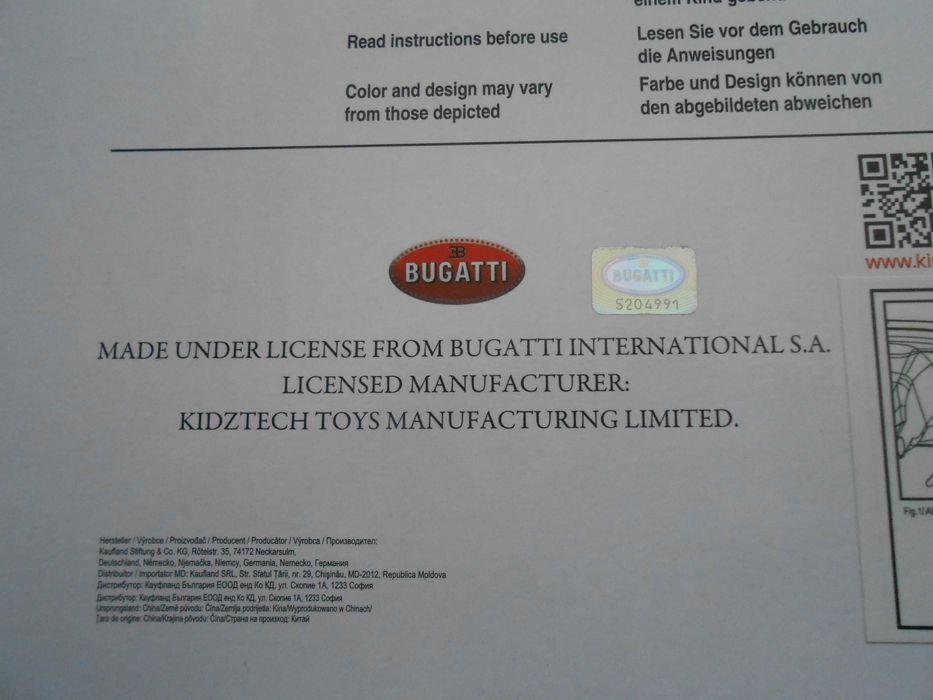 einem Kind
Read instructions before use
Lesen Sie vor dem Gebrauch
die Anweisungen
Color and design may vary
from those depicted
Farbe und Design können von
den abgebildeten abweichen
EB
BUGATTI
BUGATTI
5204991
www.ki
MADE UNDER LICENSE FROM BUGATTI INTERNATIONAL S.A.
LICENSED MANUFACTURER:
KIDZTECH TOYS MANUFACTURING LIMITED.
Fig.1/
Hersteller / Výrobce / Proizvođač / Producent / Producător / Výrobca / Производител:
Kaufland Stiftung & Co. KG, Rötelstr. 35, 74172 Neckarsulm,
Deutschland, Německo, Njemačka, Niemcy, Germania, Nemecko, Германия
Distribuitor / Importator MD: Kaufland SRL, Str. Sfatul Țării, nr. 29, Chișinău, MD-2012, Republica Moldova
Дистрибутор: Кауфланд България ЕООД енд Ко КД, ул. Скопие 1А, 1233 София
Дистрибутор: Кауфланд България ЕООД енд Ко КД, ул. Скопие 1А, 1233 София
Ursprungsland: China/Země původu: Čína/Zemlja podrijetla: Kina/Wyprodukowano w Chinach/
Țara de origine: China/Krajina pôvodu: Čína/Страна на произход: Китай